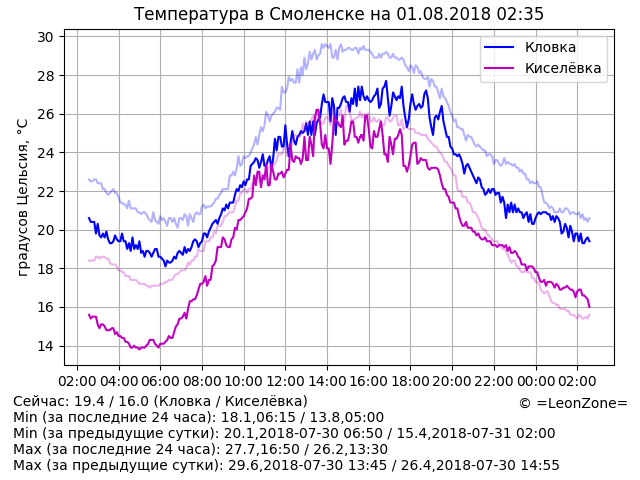 Температура в Смоленске на 01.08.2018 02:35
30
28
26
24
22
20
18
16
14
градусов Цельсия, °C
Кловка
Киселёвка
02:00 04:00 06:00 08:00 10:00 12:00 14:00 16:00 18:00 20:00 22:00 00:00 02:00
Сейчас: 19.4 / 16.0 (Кловка / Киселёвка)
© =LeonZone=
Min (за последние 24 часа): 18.1,06:15 / 13.8,05:00
Min (за предыдущие сутки): 20.1,2018-07-30 06:50 / 15.4,2018-07-31 02:00
Max (за последние 24 часа): 27.7,16:50 / 26.2,13:30
Max (за предыдущие сутки): 29.6,2018-07-30 13:45 / 26.4,2018-07-30 14:55